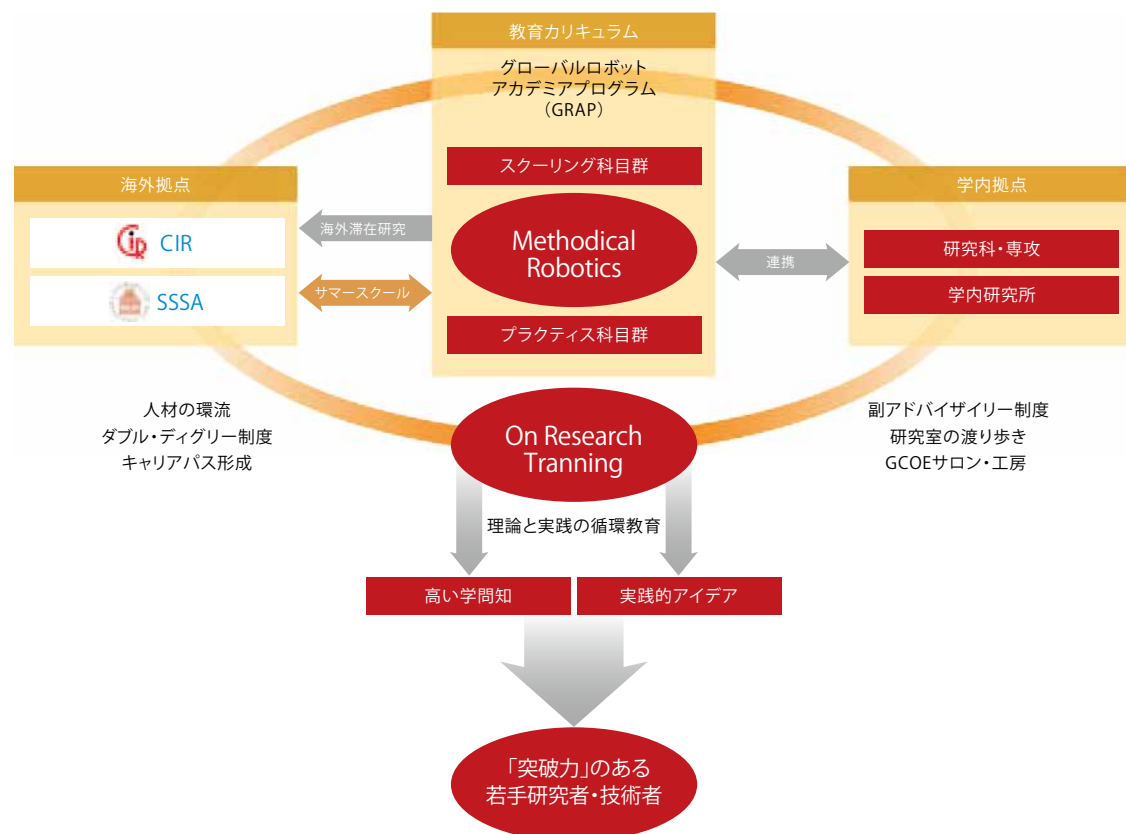 教育カリキュラム
グローバルロボット
アカデミアプログラム
（GRAP）
スクーリング科目群
Methodical
Robotics
プラクティス科目群
海外拠点
CIR
SSSA
海外滞在研究
サマースクール
連携
学内拠点
研究科・専攻
学内研究所
人材の環流
ダブル・ディグリー制度
キャリアパス形成
On Research
Tranning
副アドバイザイリー制度
研究室の渡り歩き
GCOEサロン・工房
理論と実践の循環教育
高い学問知
実践的アイデア
「突破力」のある
若手研究者・技術者